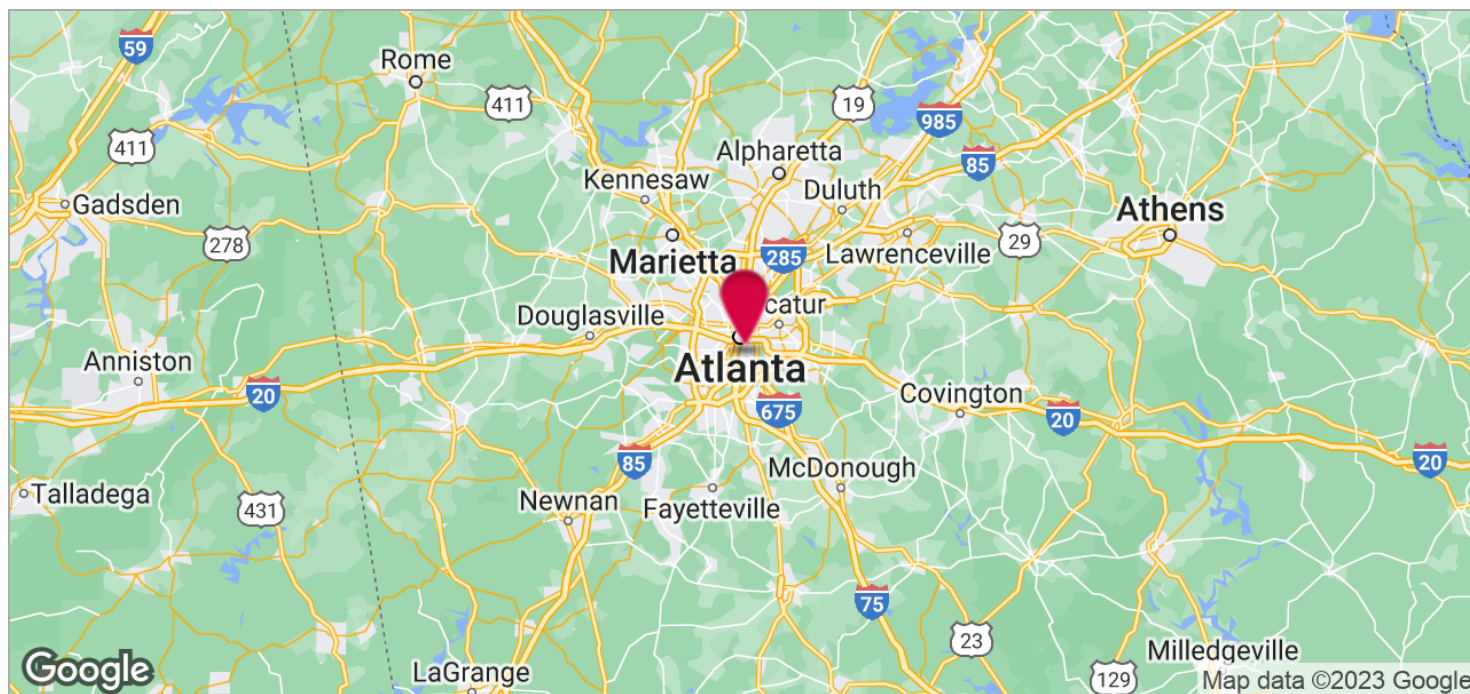 59
Rome
411
19
985
411
Alpharetta
85
Kennesaw
Duluth
Gadsden
Athens
278
29
Marietta
285
Lawrenceville
catur
Douglasville
Anniston
Atlanta
20
Covington
675
20
85
McDonough
20
Talladega
Newnan
Fayetteville
431
75
23
Milledgeville
Google
LaGrange
129
Map data ©2023 Google